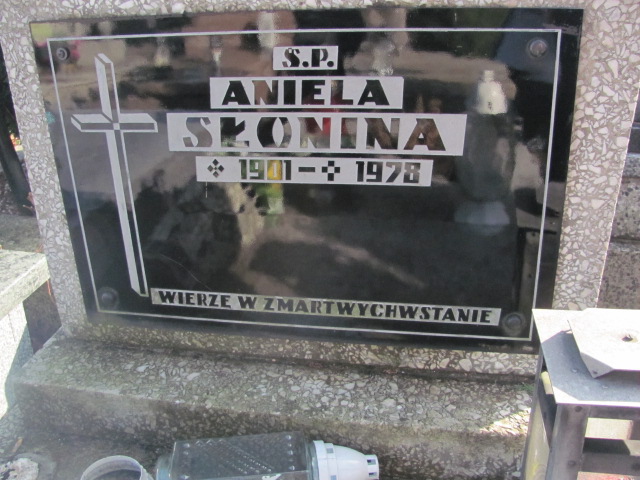 Ś.P.
ANIELA
SŁONINA
1901-1978
WIERZE W ZMARTWYCHWSTANIE